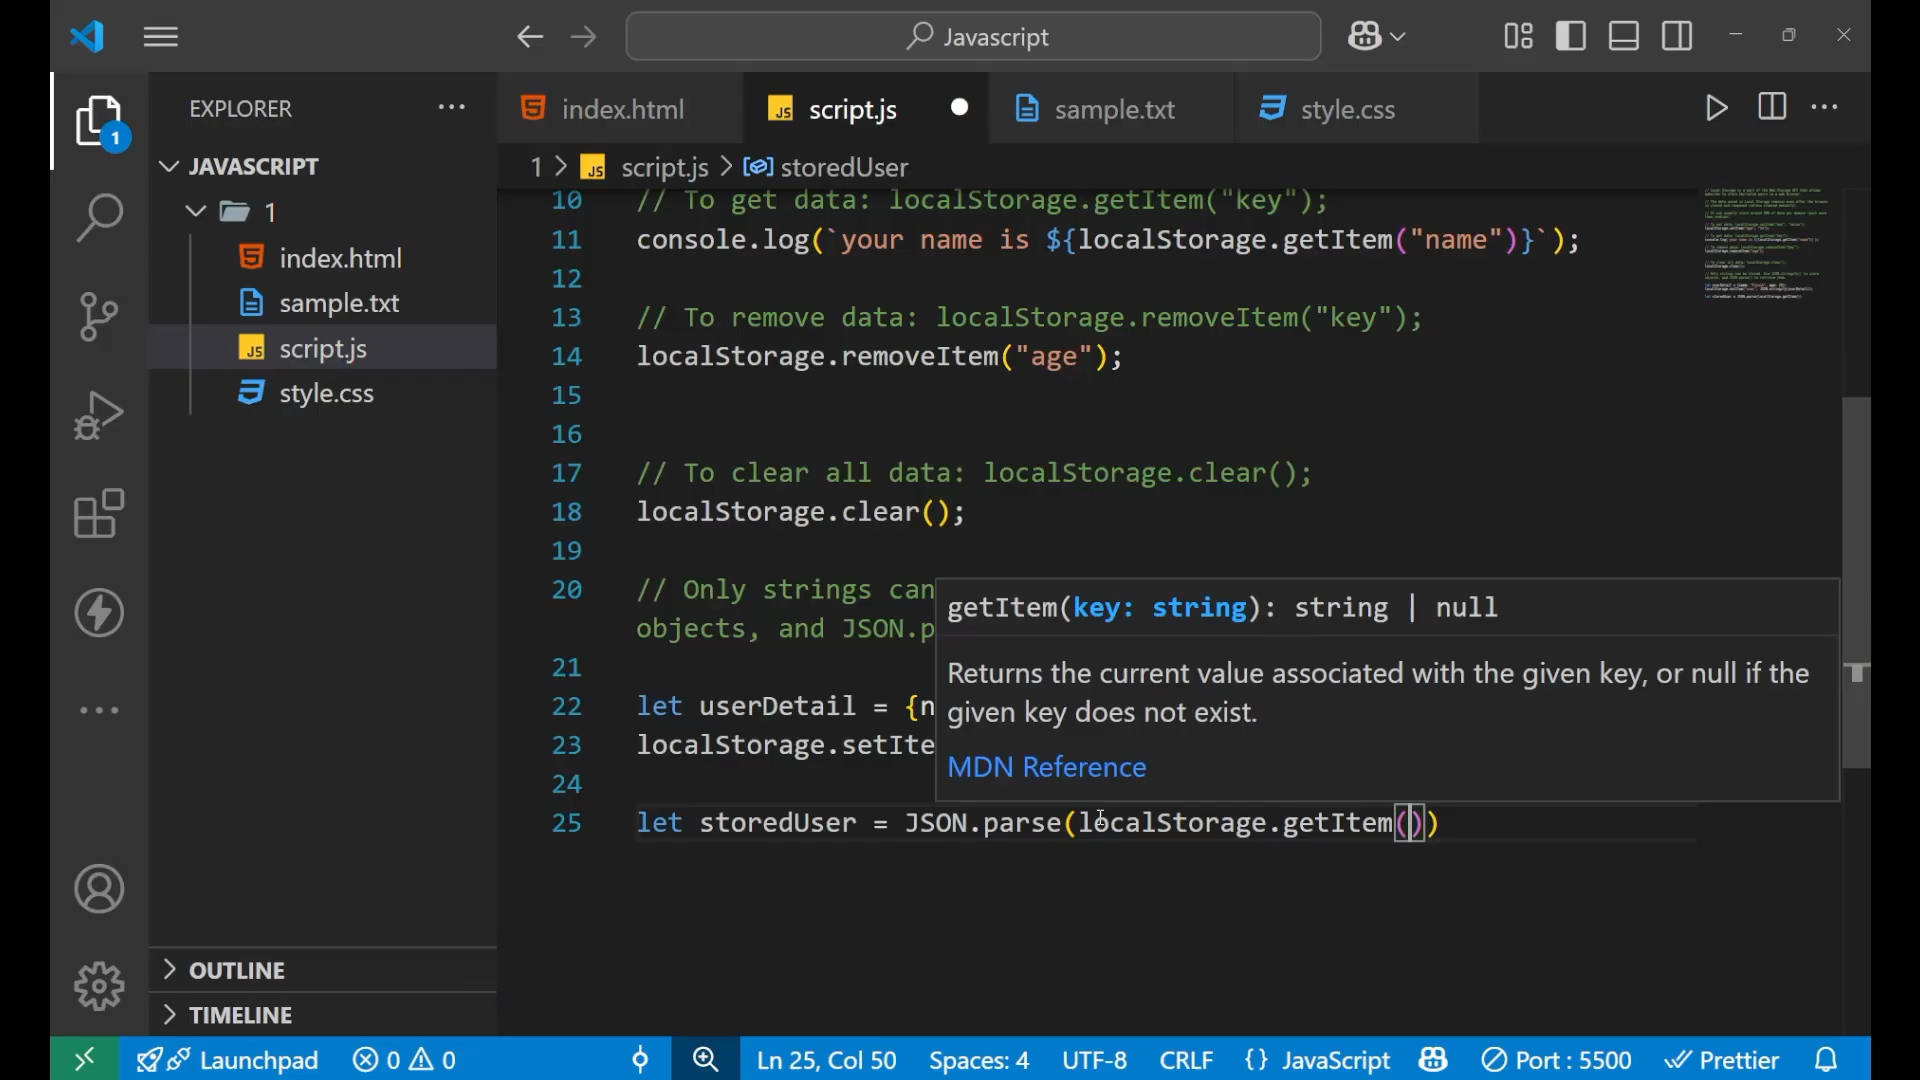 Javascript
EXPLORER
index.html
script.js
sample.txt
style.css
1
JAVASCRIPT
1 > script.js > storedUser
1
index.html
sample.txt
script.js
style.css
10 // To get data: localStorage.getItem("key");
11 console.log(`your name is ${localStorage.getItem("name")}`);
12
13 // To remove data: localStorage.removeItem("key");
14 localStorage.removeItem("age");
15
16
17 // To clear all data: localStorage.clear();
18 localStorage.clear();
19
20 // Only strings can
objects, and JSON.p
21
22 let userDetail = {n
23 localStorage.setIte
24
25 let storedUser = JSON.parse(localStorage.getItem())
getItem(key: string): string | null
Returns the current value associated with the given key, or null if the
given key does not exist.
MDN Reference
OUTLINE
TIMELINE
Launchpad 0 0 Ln 25, Col 50 Spaces: 4 UTF-8 CRLF {} JavaScript Port : 5500 Prettier